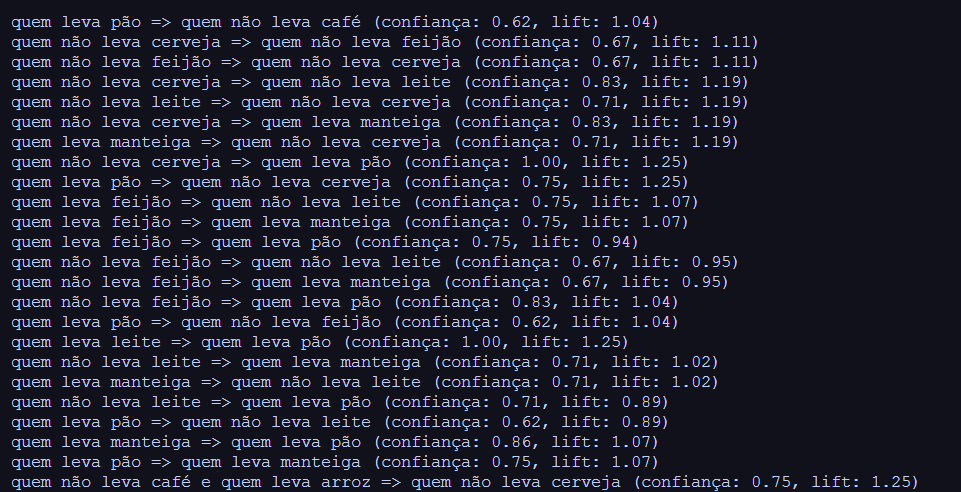 quem leva pão => quem não leva café (confiança: 0.62, lift: 1.04)
quem não leva cerveja => quem não leva feijão (confiança: 0.67, lift: 1.11)
quem não leva feijão => quem não leva cerveja (confiança: 0.67, lift: 1.11)
quem não leva cerveja => quem não leva leite (confiança: 0.83, lift: 1.19)
quem não leva leite => quem não leva cerveja (confiança: 0.71, lift: 1.19)
quem não leva cerveja => quem leva manteiga (confiança: 0.83, lift: 1.19)
quem leva manteiga => quem não leva cerveja (confiança: 0.71, lift: 1.19)
quem não leva cerveja => quem leva pão (confiança: 1.00, lift: 1.25)
quem leva pão => quem não leva cerveja (confiança: 0.75, lift: 1.25)
quem leva feijão => quem não leva leite (confiança: 0.75, lift: 1.07)
quem leva feijão => quem leva manteiga (confiança: 0.75, lift: 1.07)
quem leva feijão => quem leva pão (confiança: 0.75, lift: 0.94)
quem não leva feijão => quem não leva leite (confiança: 0.67, lift: 0.95)
quem não leva feijão => quem leva manteiga (confiança: 0.67, lift: 0.95)
quem não leva feijão => quem leva pão (confiança: 0.83, lift: 1.04)
quem leva pão => quem não leva feijão (confiança: 0.62, lift: 1.04)
quem leva leite => quem leva pão (confiança: 1.00, lift: 1.25)
quem não leva leite => quem leva manteiga (confiança: 0.71, lift: 1.02)
quem leva manteiga => quem não leva leite (confiança: 0.71, lift: 1.02)
quem não leva leite => quem leva pão (confiança: 0.71, lift: 0.89)
quem leva pão => quem não leva leite (confiança: 0.62, lift: 0.89)
quem leva manteiga => quem leva pão (confiança: 0.86, lift: 1.07)
quem leva pão => quem leva manteiga (confiança: 0.75, lift: 1.07)
quem não leva café e quem leva arroz => quem não leva cerveja (confiança: 0.75, lift: 1.25)